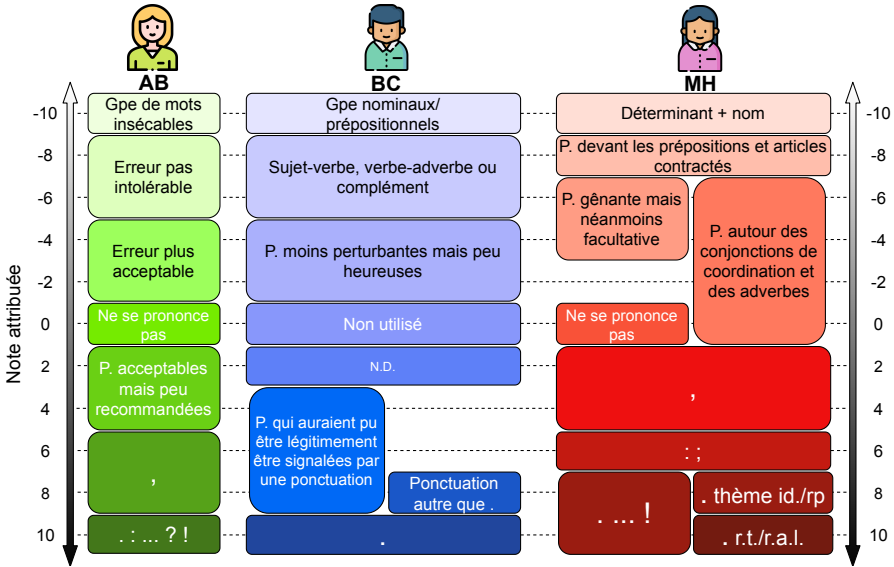 AB
BC
MH
Note attribuée
-10
-8
-6
-4
-2
0
2
4
6
8
10
Gpe de mots
insécables
Erreur pas
intolérable
Erreur plus
acceptable
Ne se prononce
pas
P. acceptables
mais peu
recommandées
,
. : ... ? !
Gpe nominaux/
prépositionnels
Sujet-verbe, verbe-adverbe ou
complément
P. moins perturbantes mais peu
heureuses
Non utilisé
N.D.
P. qui auraient pu
être légitimement
être signalées par
une ponctuation
Ponctuation
autre que .
.
Déterminant + nom
P. devant les prépositions et articles
contractés
P. gênante mais
néanmoins
facultative
P. autour des
conjonctions de
coordination et
des adverbes
Ne se prononce
pas
,
: ;
. ... !
. thème id./rp
. r.t./r.a.l.
-10
-8
-6
-4
-2
0
2
4
6
8
10